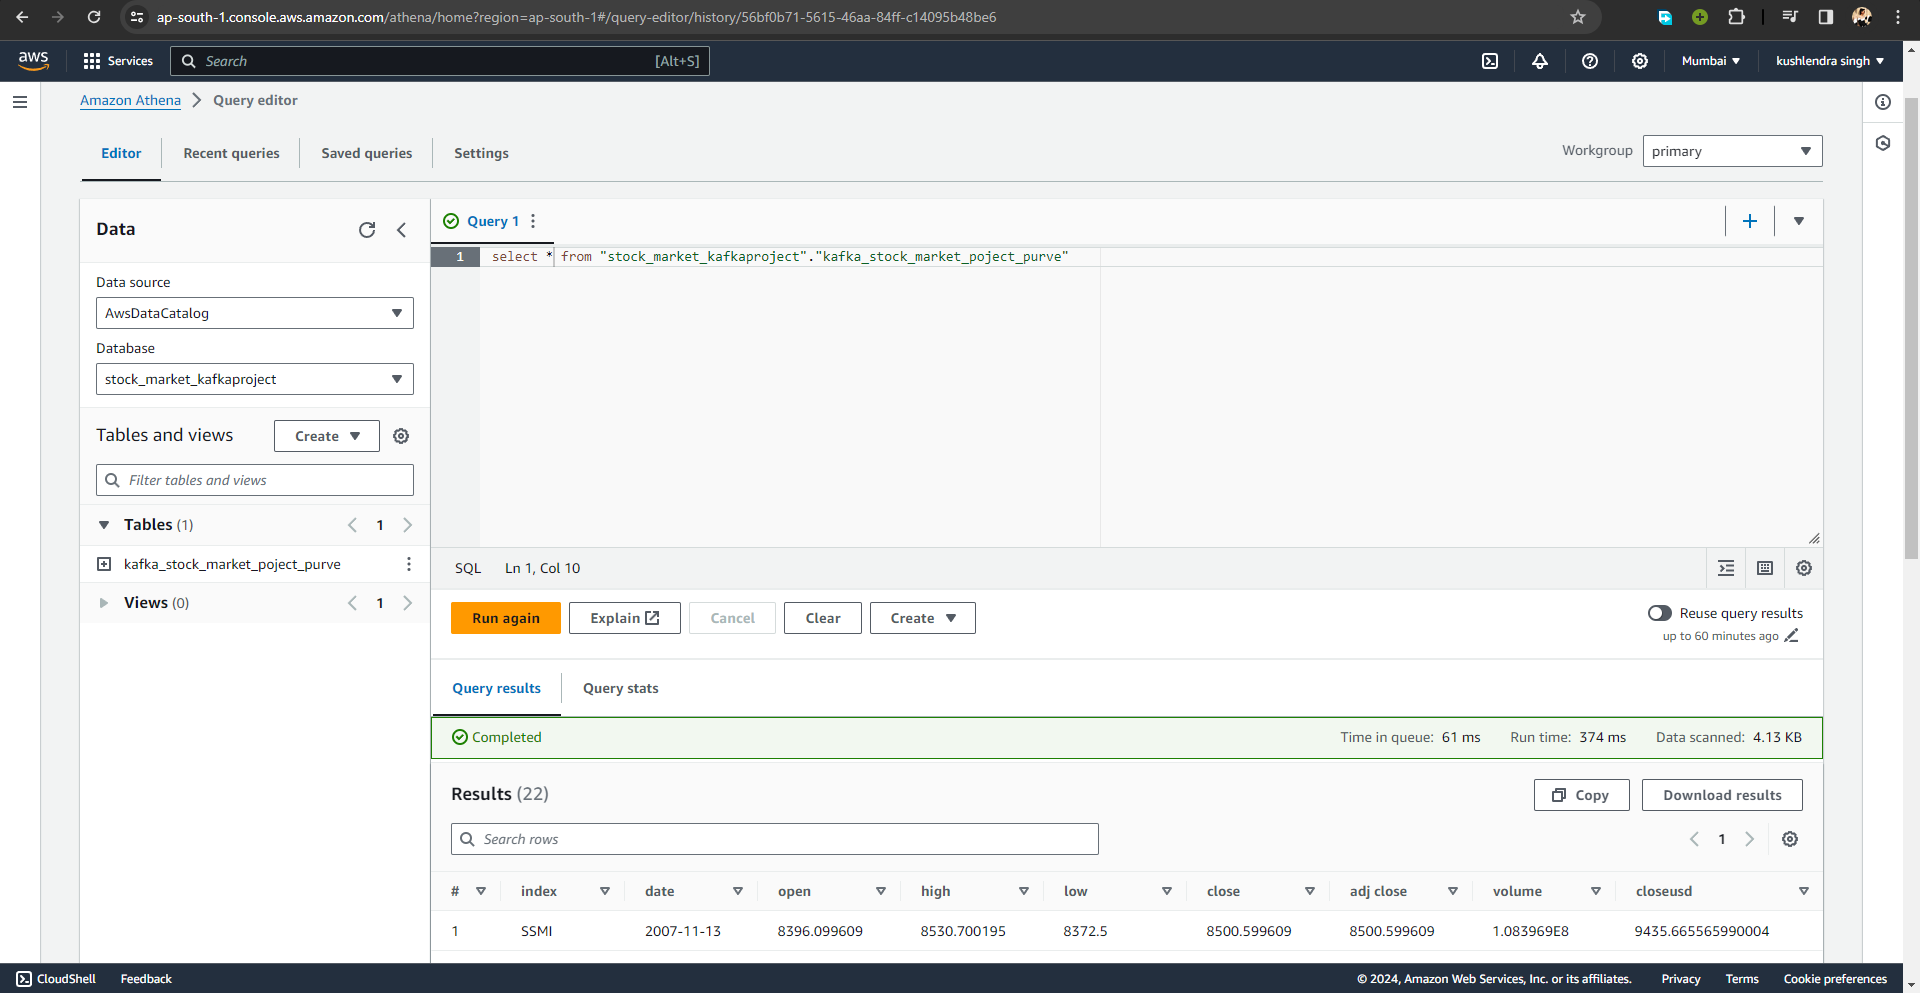 ap-south-1.console.aws.amazon.com/athena/home?region=ap-south-1#/query-editor/history/56bf0b71-5615-46aa-84ff-c14095b48be6
aws Services Search [Alt+S] Mumbai kushlendra singh
Amazon Athena Query editor
Editor Recent queries Saved queries Settings Workgroup primary
Data
Data source
AwsDataCatalog
Database
stock_market_kafkaproject
Tables and views Create
Filter tables and views
Tables (1) 1
kafka_stock_market_poject_purve
Views (0) 1
Query 1
1 select * from "stock_market_kafkaproject"."kafka_stock_market_poject_purve"
SQL Ln 1, Col 10
Run again Explain Cancel Clear Create Reuse query results
up to 60 minutes ago
Query results Query stats
Completed Time in queue: 61 ms Run time: 374 ms Data scanned: 4.13 KB
Results (22) Copy Download results
Search rows 1
# index date open high low close adj close volume closeusd
1 SSMI 2007-11-13 8396.099609 8530.700195 8372.5 8500.599609 8500.599609 1.083969E8 9435.665565990004
CloudShell Feedback © 2024, Amazon Web Services, Inc. or its affiliates. Privacy Terms Cookie preferences